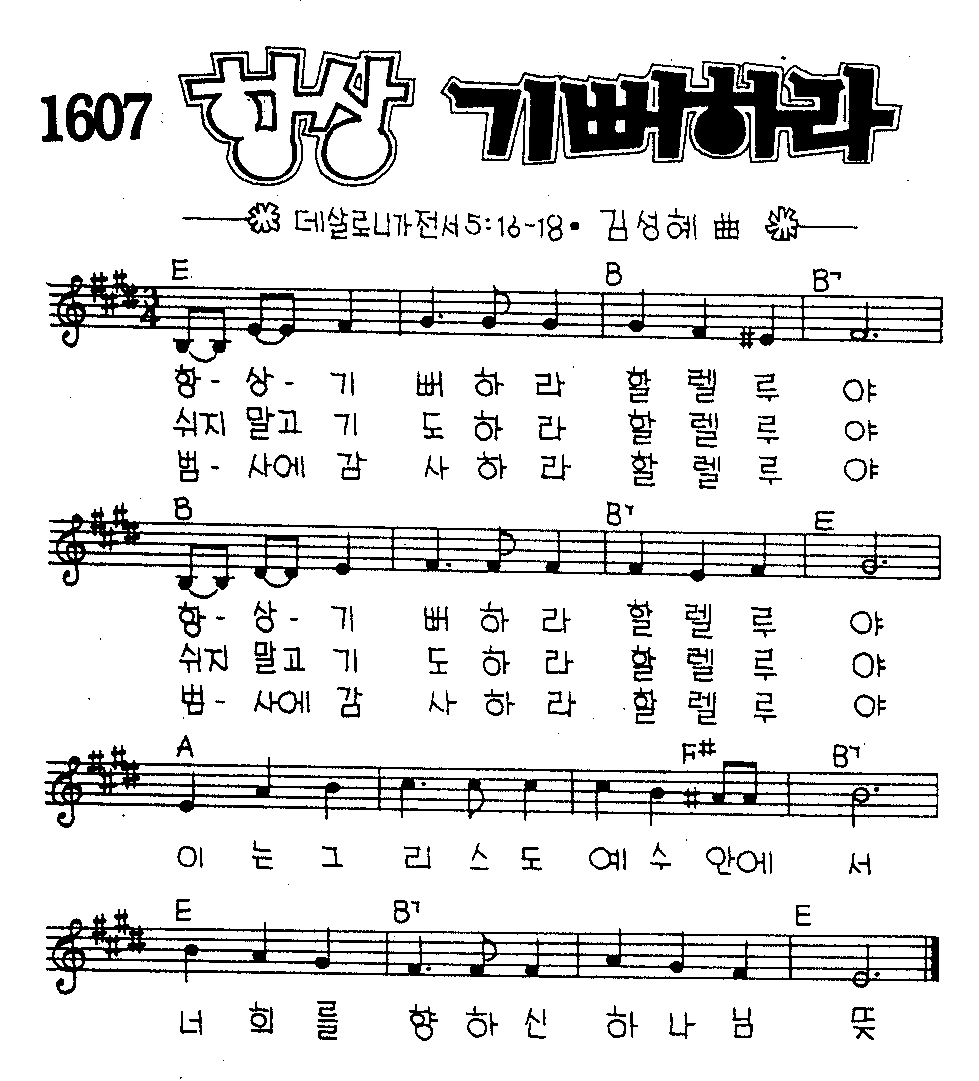 1607 항상 기뻐하라
데살로니가전서5:16-18• 김성혜 曲
E B B7
3/4
항- 상- 기 뻐 하 라 할 렐 루 야
쉬지 말고 기 도 하 라 할 렐 루 야
범- 사에 감 사 하 라 할 렐 루 야
B B7 E
항- 상- 기 뻐 하 라 할 렐 루 야
쉬지 말고 기 도 하 라 할 렐 루 야
범- 사에 감 사 하 라 할 렐 루 야
A F# B7
이 는 그 리 스 도 예 수 안에 서
E B7 E
너 희 를 향 하 신 하 나 님 뜻